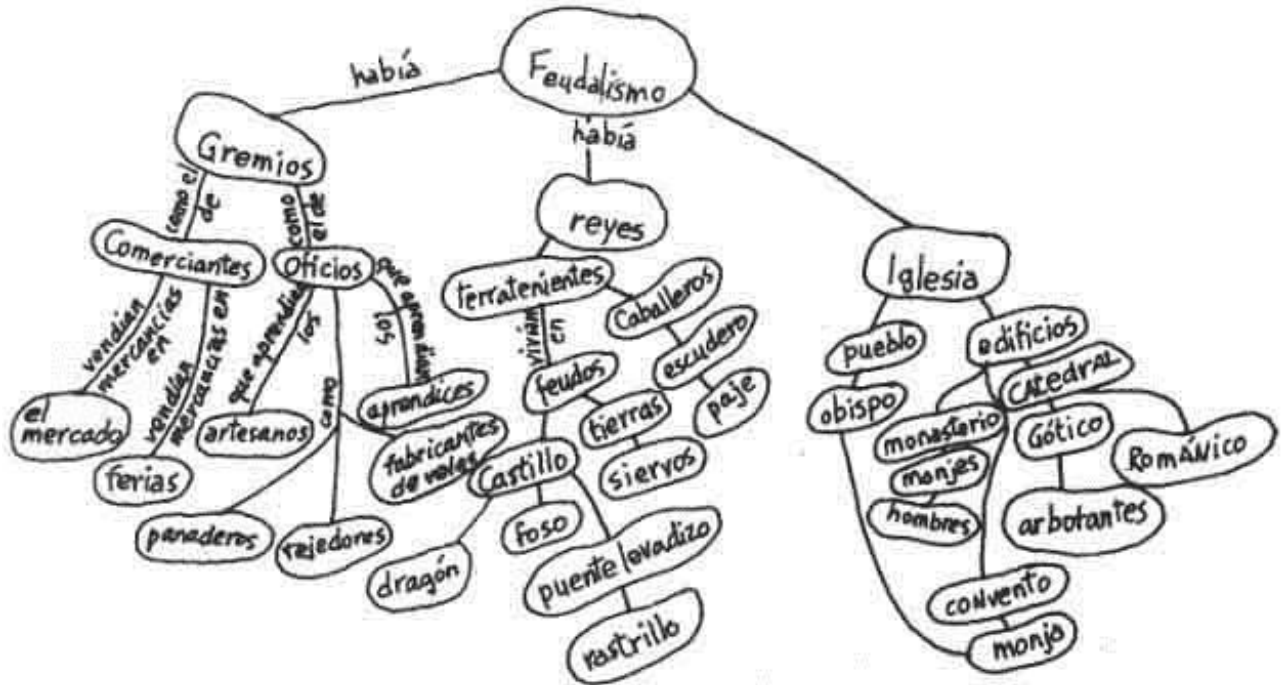 Feudalismo
había
había
Gremios
reyes
Iglesia
como el
de
como
el de
Comerciantes
Oficios
que aprendían
los
terratenientes
Caballeros
escudero
paje
vendían
mercancías
en
vendían
mercancías en
que aprendían
los
como
vivían
en
feudos
tierras
siervos
pueblo
obispo
edificios
CATEDRAL
monasterio
monjes
hombres
Gótico
ROMÁNICO
arbotantes
el
mercado
ferias
artesanos
aprendices
fabricantes
de velas
panaderos
tejedores
Castillo
foso
dragón
puente levadizo
rastrillo
convento
monja